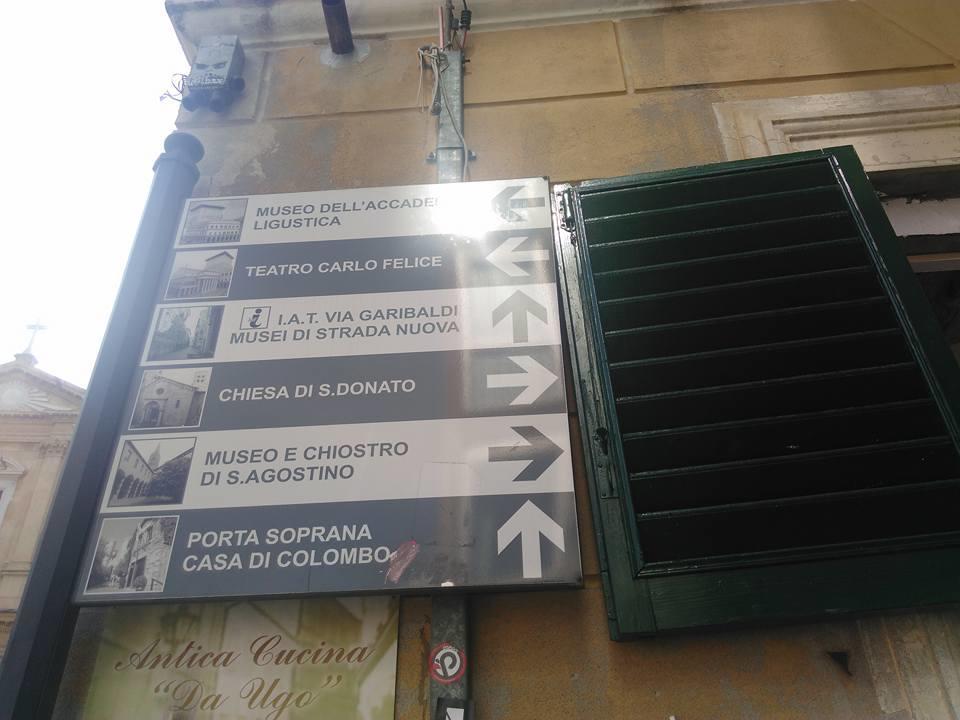 MUSEO DELL'ACCADE
LIGUSTICA
TEATRO CARLO FELICE
i I.A.T. VIA GARIBALDI
MUSEI DI STRADA NUOVA
CHIESA DI S.DONATO
MUSEO E CHIOSTRO
DI S.AGOSTINO
PORTA SOPRANA
CASA DI COLOMBO
Antica Cucina
"Da Ugo"